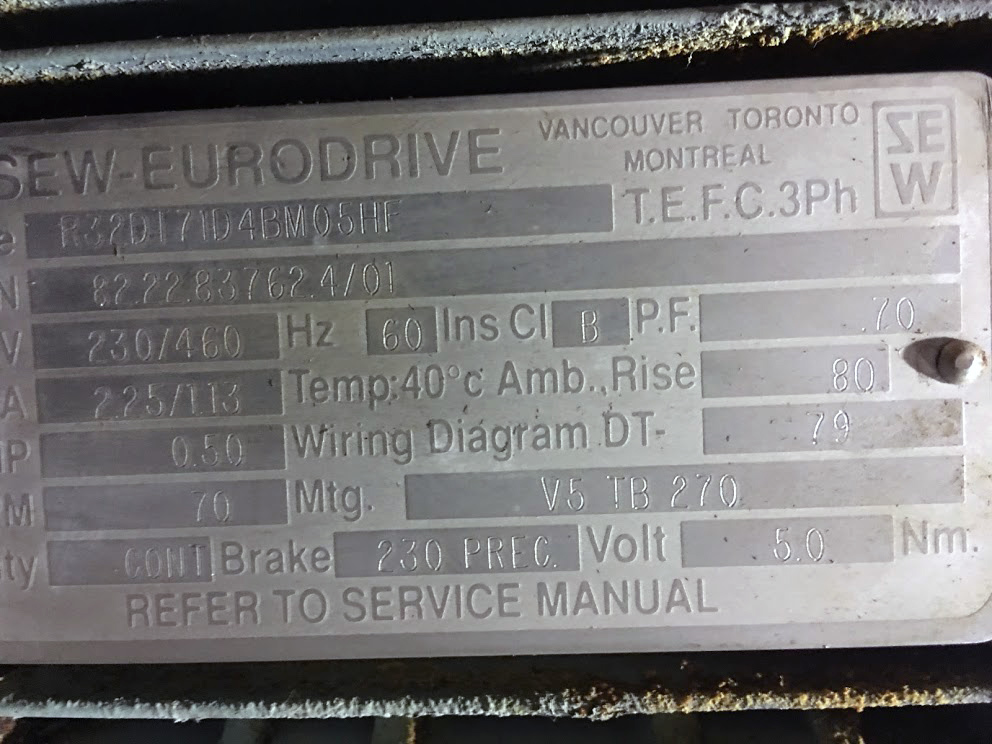 SEW-EURODRIVE VANCOUVER TORONTO SEW
MONTREAL
T.E.F.C.3Ph
e R32DT71D4BM05HF
N 82.22.83762.4/01
V 230/460 Hz 60 Ins Cl B P.F. .70
A 2.25/1.13 Temp:40°c Amb., Rise 80
P 0.50 Wiring Diagram DT- 79
M 70 Mtg. V5 TB 270
ty CONT Brake 230 PREC. Volt 5.0 Nm.
REFER TO SERVICE MANUAL